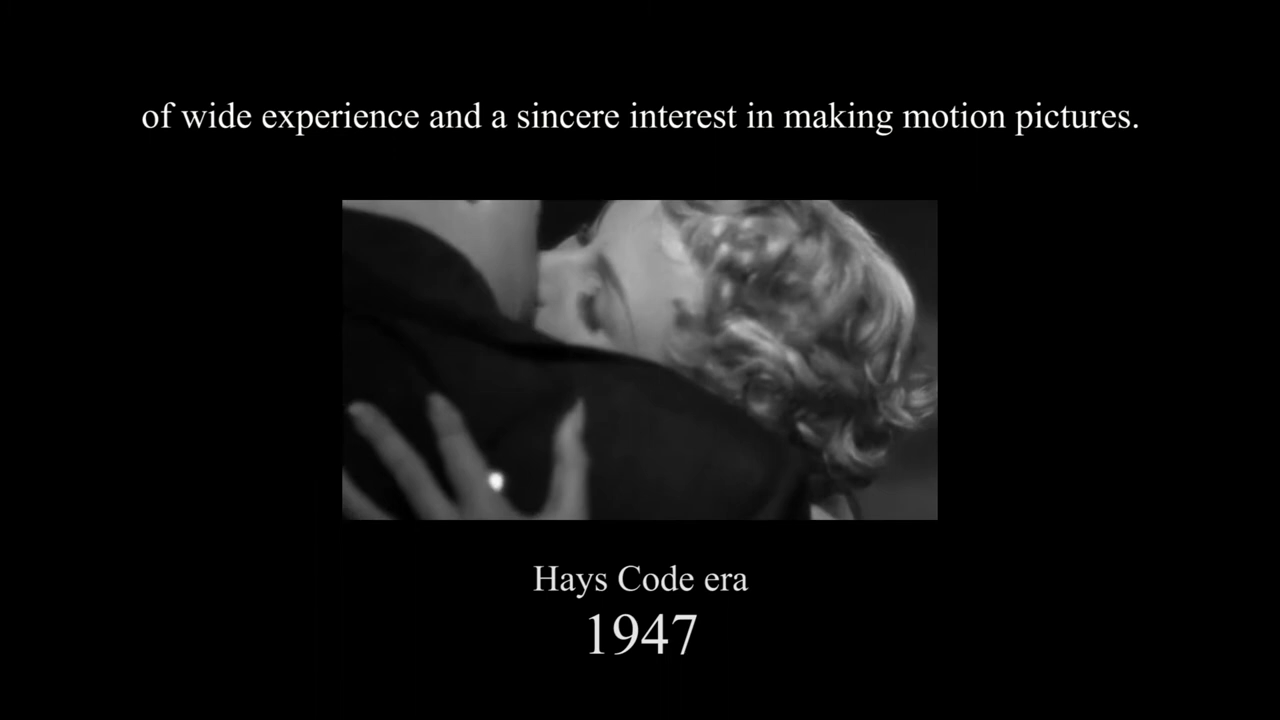 of wide experience and a sincere interest in making motion pictures.
Hays Code era
1947